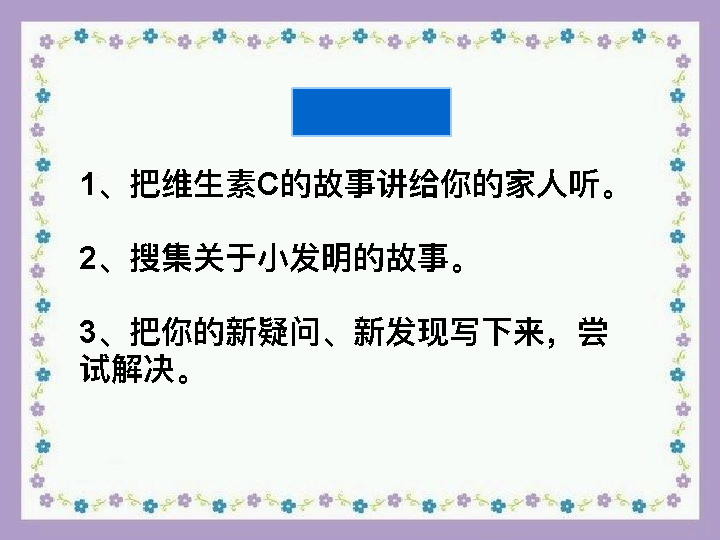 1、把维生素C的故事讲给你的家人听。
2、搜集关于小发明的故事。
3、把你的新疑问、新发现写下来，尝
试解决。